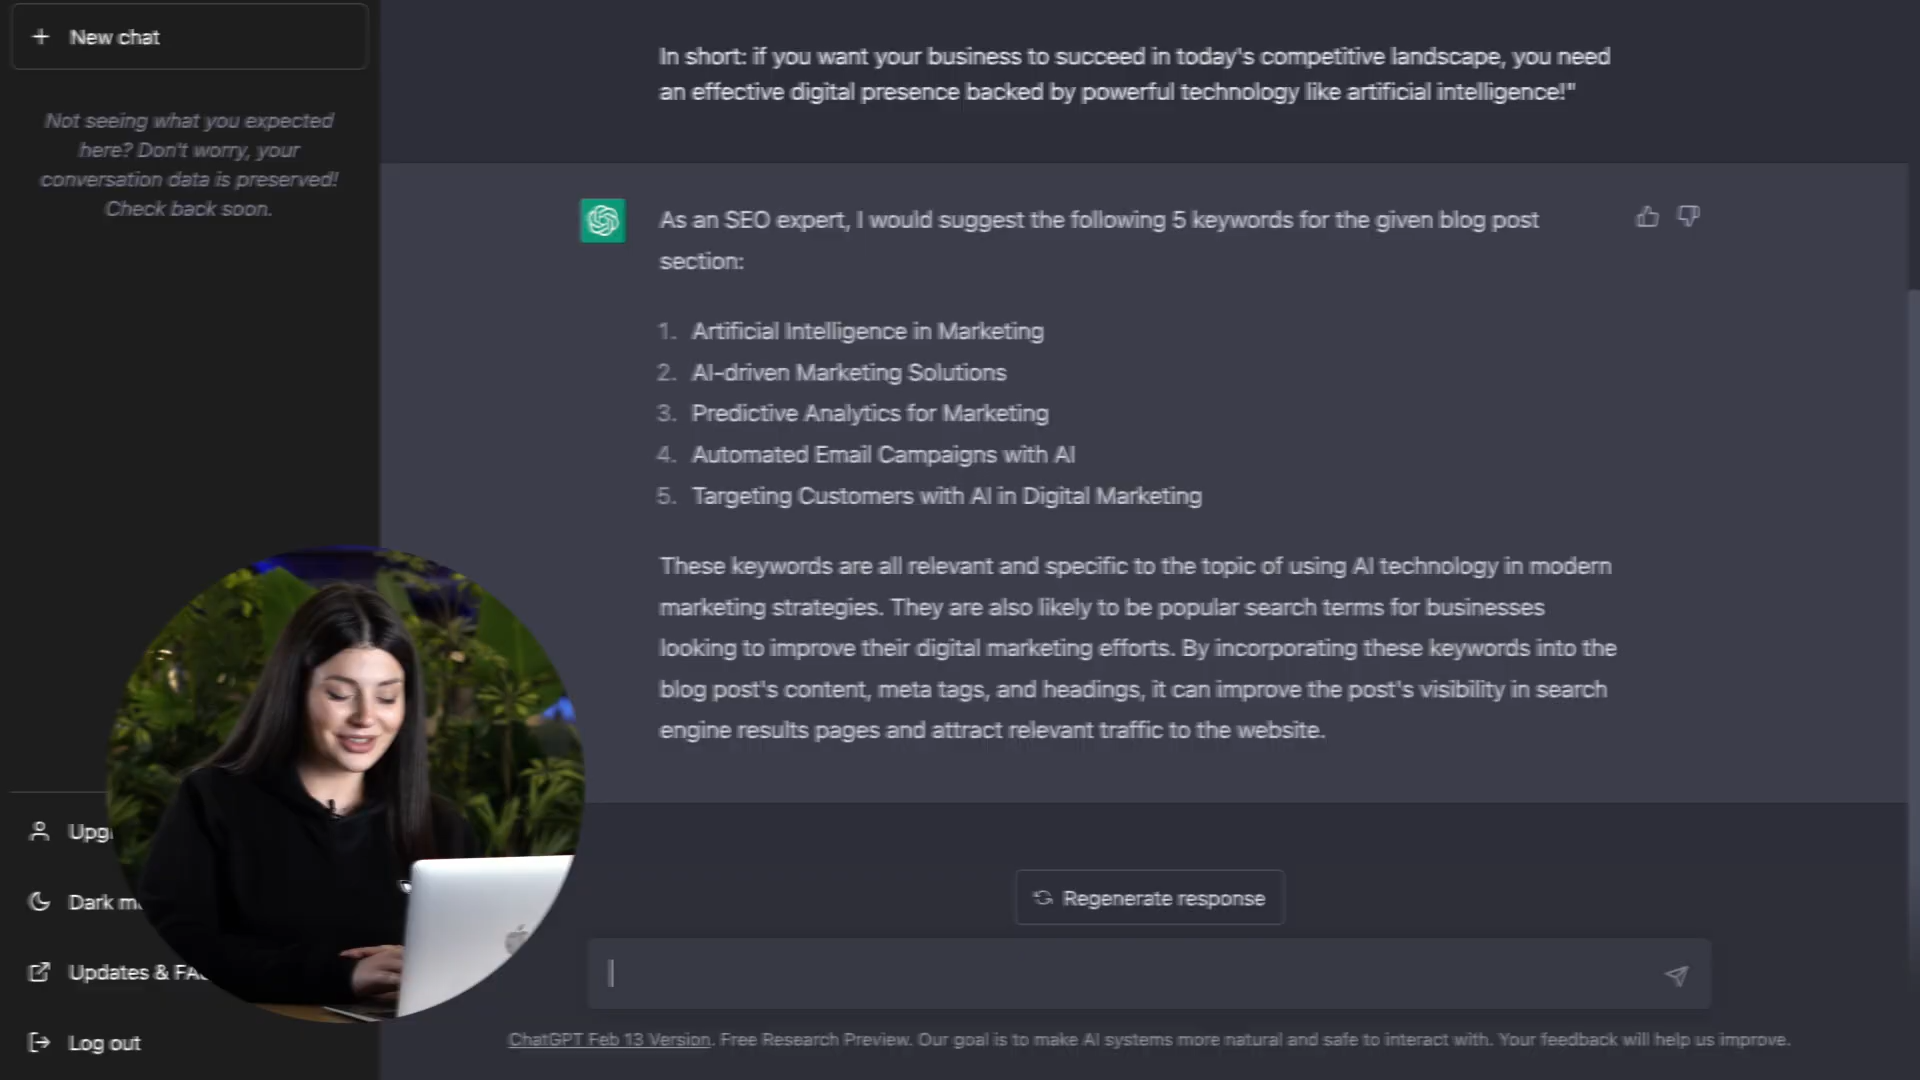 New chat
Not seeing what you expected
here? Don't worry, your
conversation data is preserved!
Check back soon.
In short: if you want your business to succeed in today's competitive landscape, you need
an effective digital presence backed by powerful technology like artificial intelligence!"
As an SEO expert, I would suggest the following 5 keywords for the given blog post
section:
1. Artificial Intelligence in Marketing
2. AI-driven Marketing Solutions
3. Predictive Analytics for Marketing
4. Automated Email Campaigns with AI
5. Targeting Customers with AI in Digital Marketing
These keywords are all relevant and specific to the topic of using AI technology in modern
marketing strategies. They are also likely to be popular search terms for businesses
looking to improve their digital marketing efforts. By incorporating these keywords into the
blog post's content, meta tags, and headings, it can improve the post's visibility in search
engine results pages and attract relevant traffic to the website.
Dark
Updates &
Log out
Regenerate response
ChatGPT Feb 13 Version. Free Research Preview. Our goal is to make AI systems more natural and safe to interact with. Your feedback will help us improve.